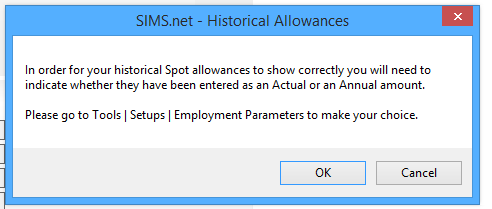 SIMS.net - Historical Allowances
In order for your historical Spot allowances to show correctly you will need to
indicate whether they have been entered as an Actual or an Annual amount.
Please go to Tools | Setups | Employment Parameters to make your choice.
OK
Cancel